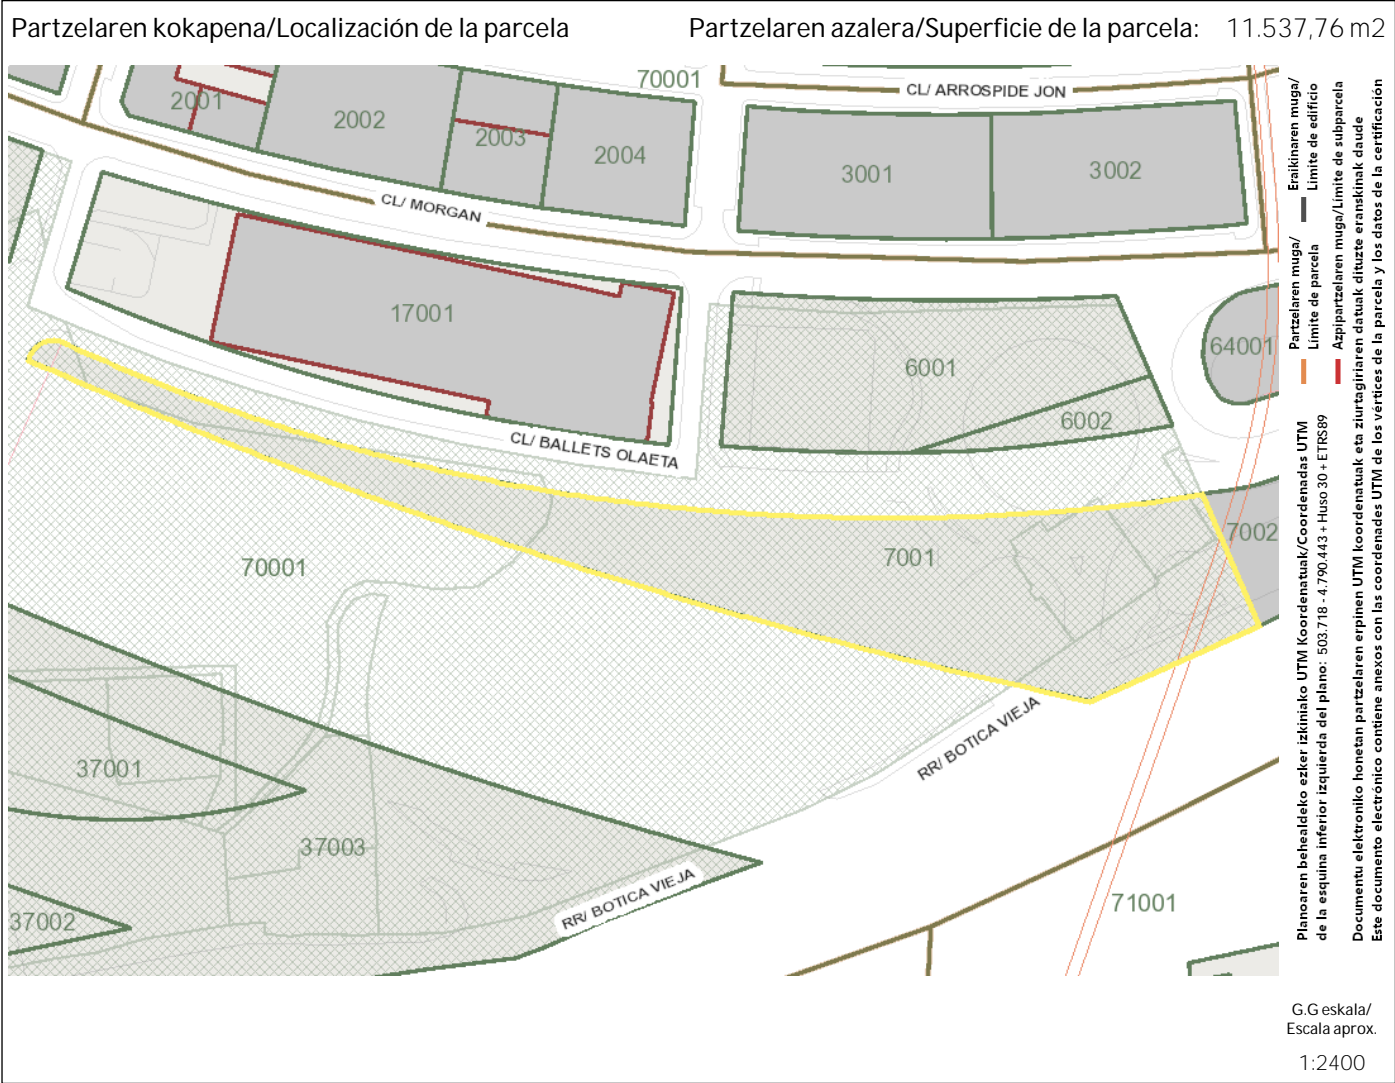 Partzelaren kokapena/Localización de la parcela
Partzelaren azalera/Superficie de la parcela: 11.537,76 m2
70001
CL/ ARROSPIDE JON
2001
2002
2003
2004
3001
3002
CL/ MORGAN
17001
6001
64001
6002
CL/ BALLETS OLAETA
7002
7001
70001
RR/ BOTICA VIEJA
37001
37003
RR/ BOTICA VIEJA
71001
37002
Planoaren behealdeko ezker izkiniako UTM Koordenatuak/Coordenadas UTM
de la esquina inferior izquierda del plano: 503.718 - 4.790.443 + Huso 30 + ETRS89
Partzelaren muga/
Limite de parcela
Eraikinaren muga/
Limite de edificio
Azpipartzelaren muga/Limite de subparcela
Documentu elektroniko honetan partzelaren erpinen UTM koordenatuak eta ziurtagirian datuak dituzte eranskinak daude
Este documento electrónico contiene anexos con las coordenadas UTM de los vértices de la parcela y los datos de la certificación
G.G eskala/
Escala aprox.
1:2400